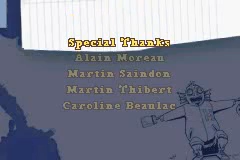 Special Thanks
Alain Moreau
Martin Saindon
Martin Thibert
Caroline Beaulac